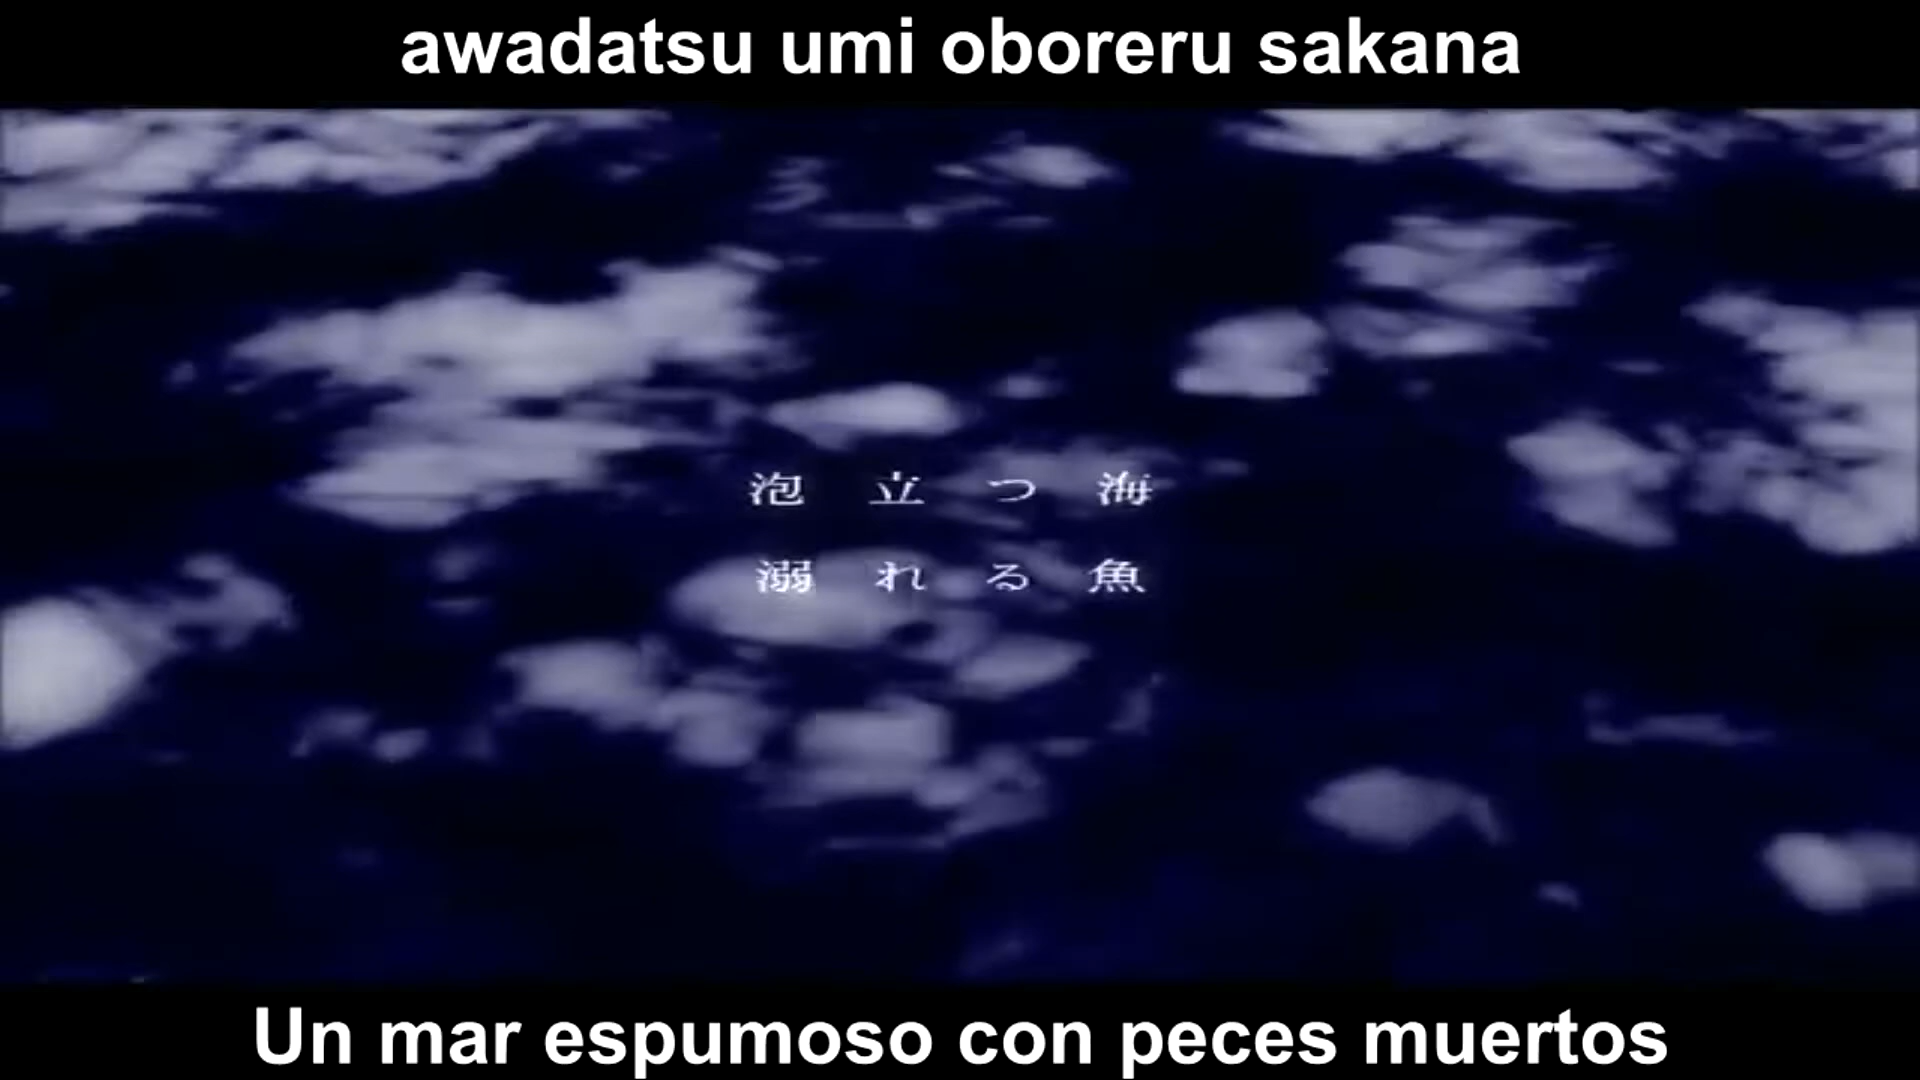 awadatsu umi oboreru sakana
泡立つ海
溺れる魚
Un mar espumoso con peces muertos